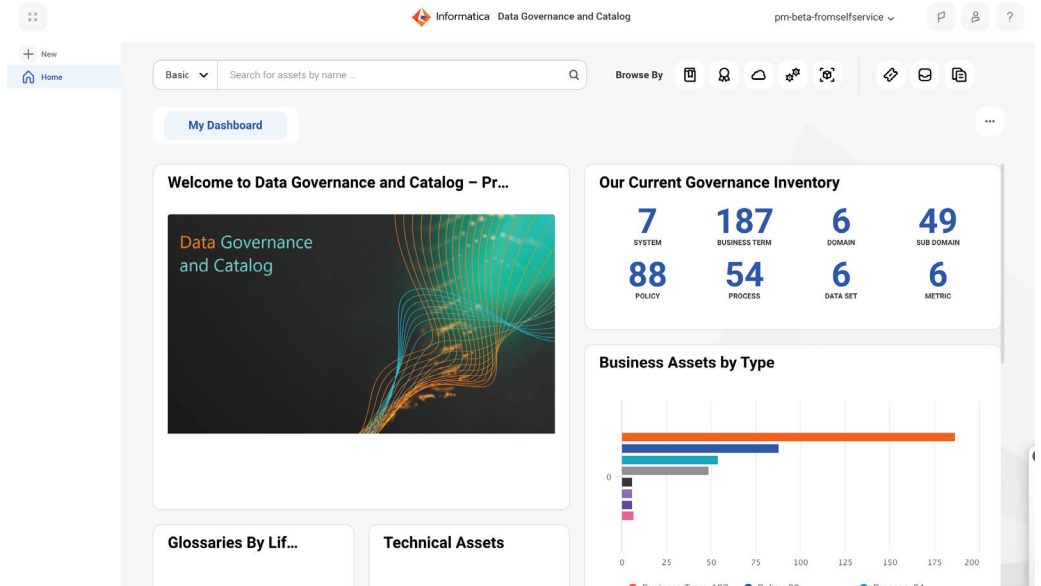 Informatica Data Governance and Catalog
pm-beta-fromselfservice
?
New
Home
Basic
Search for assets by name ...
Browse By
My Dashboard
...
Welcome to Data Governance and Catalog – Pr...
Data Governance
and Catalog
Our Current Governance Inventory
7 187 6 49
SYSTEM BUSINESS TERM DOMAIN SUB DOMAIN
88 54 6 6
POLICY PROCESS DATA SET METRIC
Business Assets by Type
0
0 25 50 75 100 125 150 175 200
Glossaries By Lif...
Technical Assets